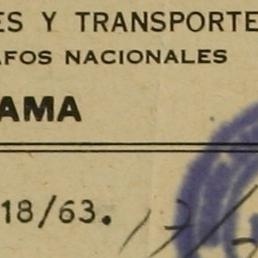 ES Y TRANSPORTE
AFOS NACIONALES
AMA
18/63.